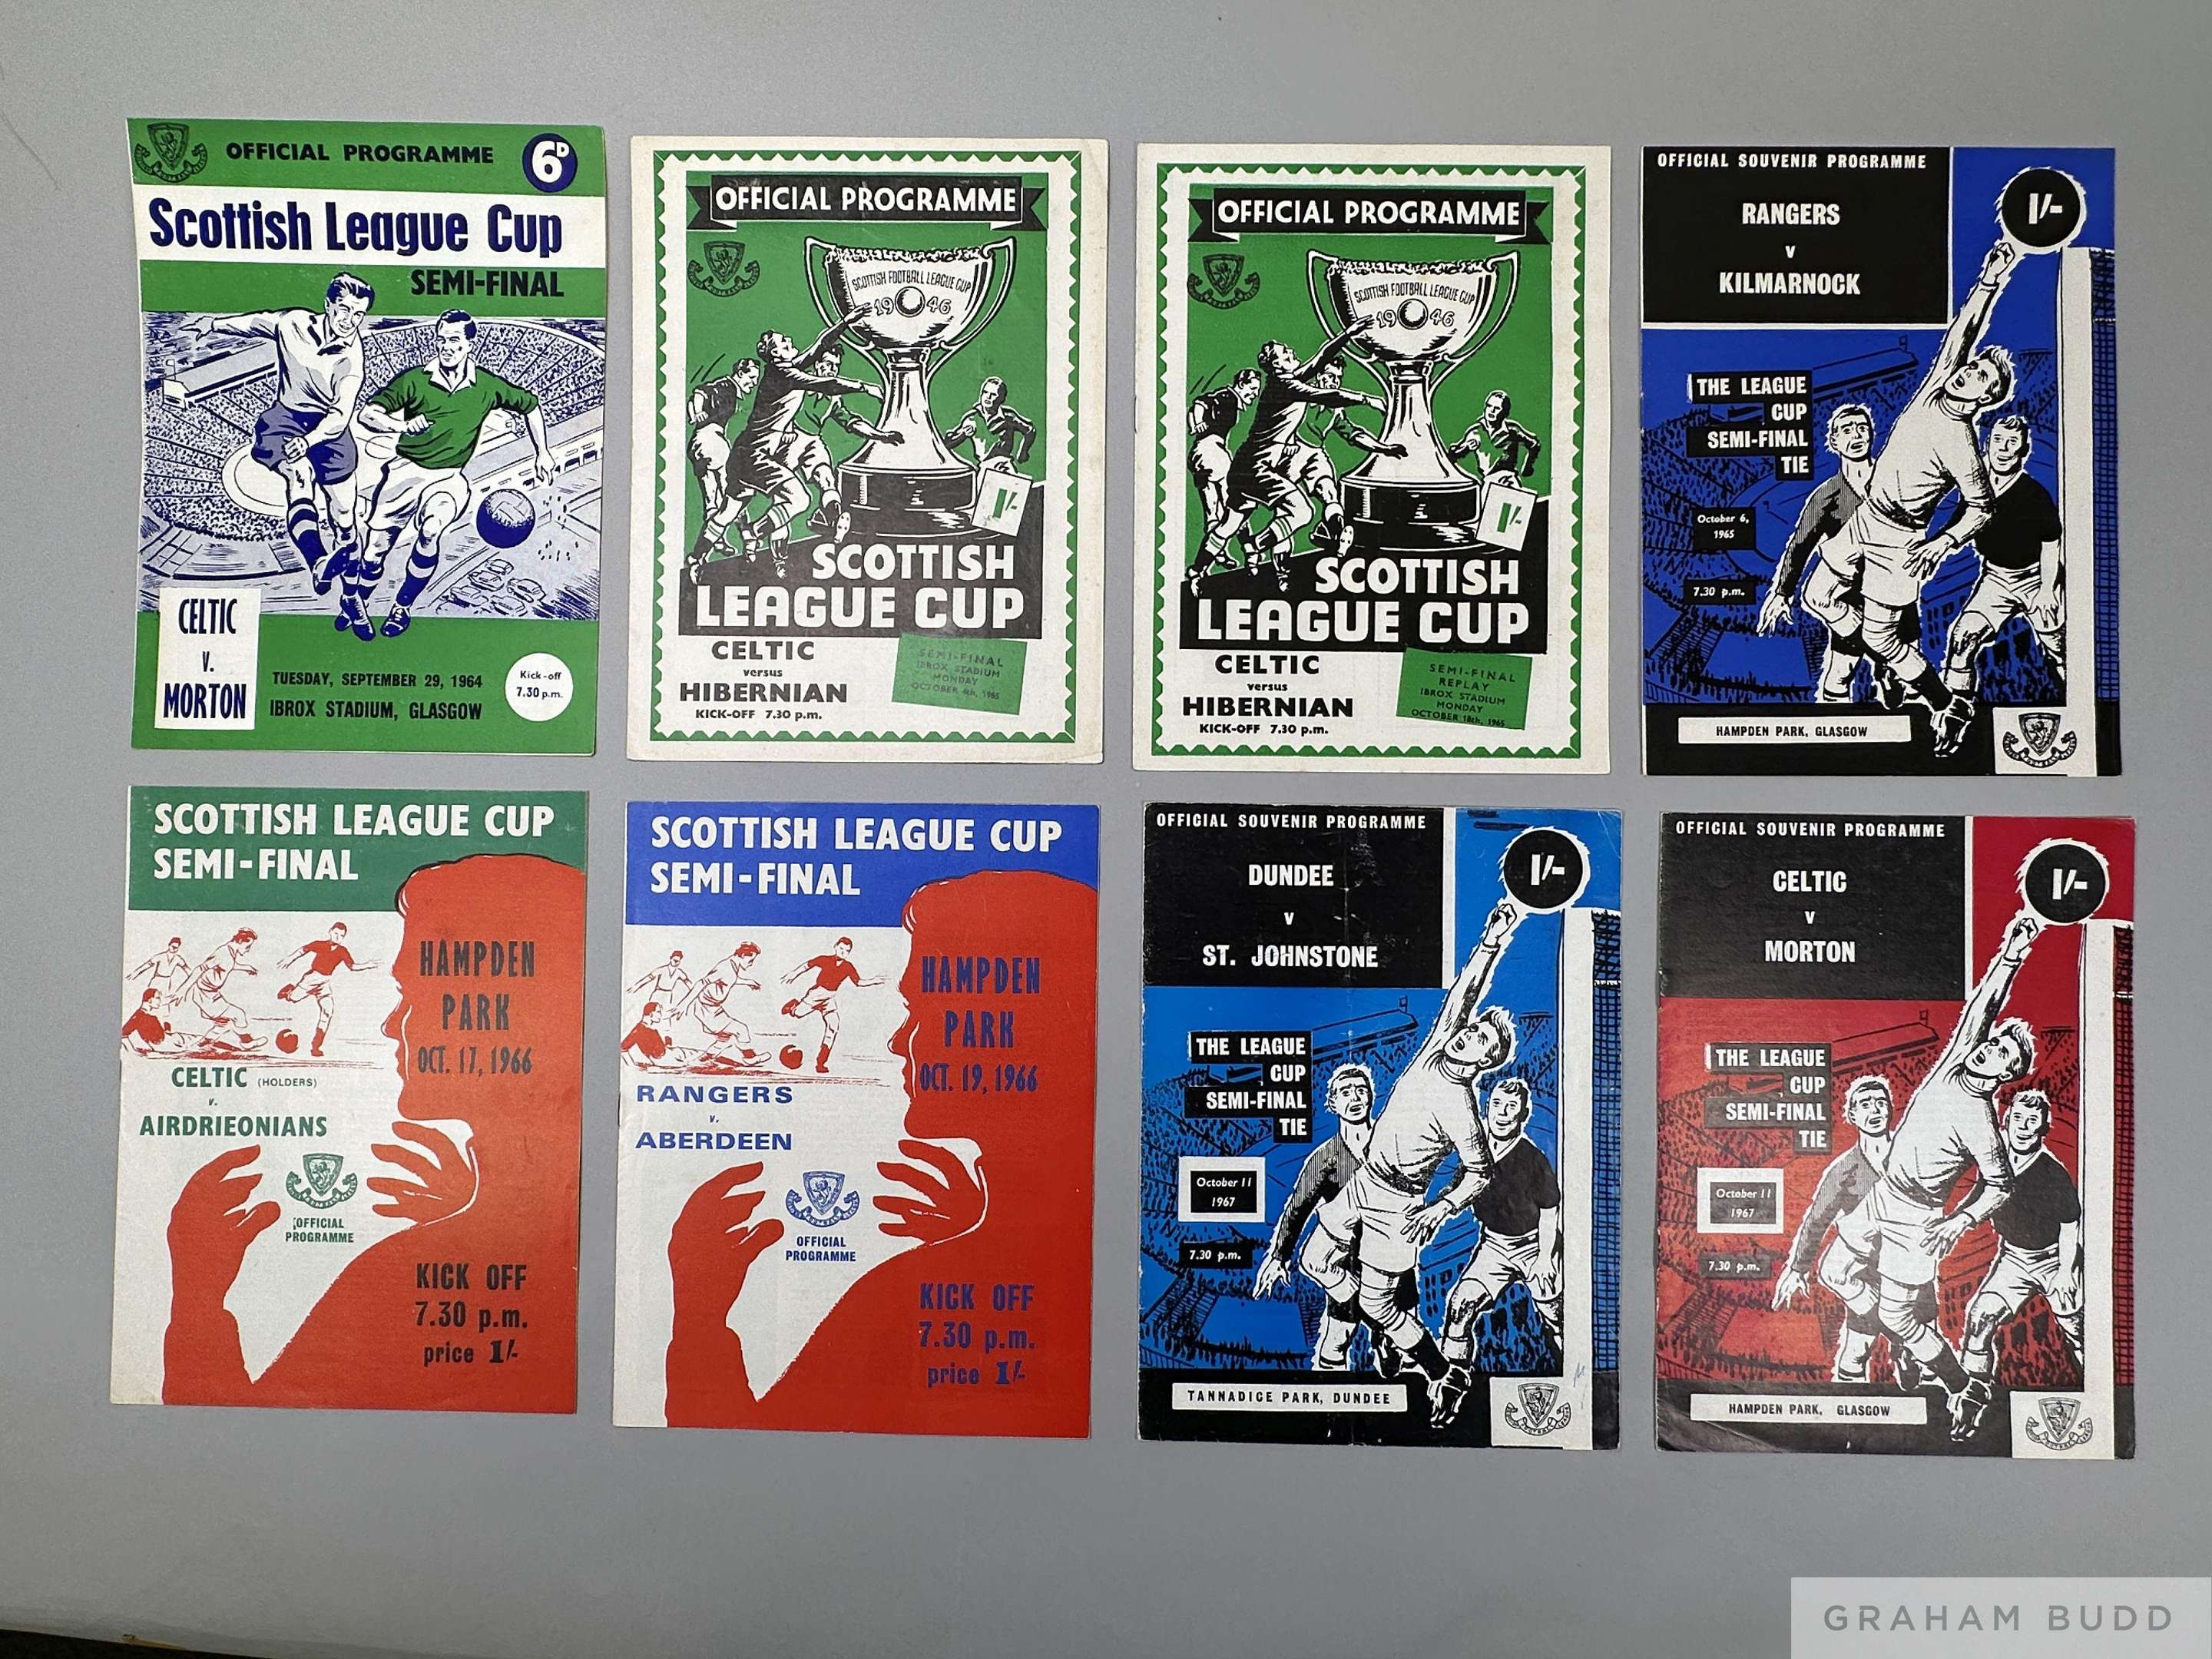 OFFICIAL PROGRAMME
6D
Scottish League Cup
SEMI-FINAL
CELTIC
V.
MORTON
TUESDAY, SEPTEMBER 29, 1964
IBROX STADIUM, GLASGOW
Kick-off
7.30 p.m.
OFFICIAL PROGRAMME
SCOTTISH FOOTBALL LEAGUE CUP
1946
1/-
SCOTTISH
LEAGUE CUP
CELTIC
versus
HIBERNIAN
KICK-OFF 7.30 p.m.
SEMI-FINAL
IBROX STADIUM
MONDAY
OCTOBER 4th, 1965
OFFICIAL PROGRAMME
SCOTTISH FOOTBALL LEAGUE CUP
1946
1/-
SCOTTISH
LEAGUE CUP
CELTIC
versus
HIBERNIAN
KICK-OFF 7.30 p.m.
SEMI-FINAL
REPLAY
IBROX STADIUM
MONDAY
OCTOBER 18th, 1965
OFFICIAL SOUVENIR PROGRAMME
1/-
RANGERS
v
KILMARNOCK
THE LEAGUE
CUP
SEMI-FINAL
TIE
October 6,
1965
7.30 p.m.
HAMPDEN PARK, GLASGOW
SCOTTISH LEAGUE CUP
SEMI-FINAL
HAMPDEN
PARK
OCT. 17, 1966
CELTIC (HOLDERS)
v.
AIRDRIEONIANS
OFFICIAL
PROGRAMME
KICK OFF
7.30 p.m.
price 1/-
SCOTTISH LEAGUE CUP
SEMI-FINAL
HAMPDEN
PARK
OCT. 19, 1966
RANGERS
v.
ABERDEEN
OFFICIAL
PROGRAMME
KICK OFF
7.30 p.m.
price 1/-
OFFICIAL SOUVENIR PROGRAMME
1/-
DUNDEE
v
ST. JOHNSTONE
THE LEAGUE
CUP
SEMI-FINAL
TIE
October 11
1967
7.30 p.m.
TANNADICE PARK, DUNDEE
OFFICIAL SOUVENIR PROGRAMME
1/-
CELTIC
v
MORTON
THE LEAGUE
CUP
SEMI-FINAL
TIE
October 11
1967
7.30 p.m.
HAMPDEN PARK, GLASGOW
GRAHAM BUDD